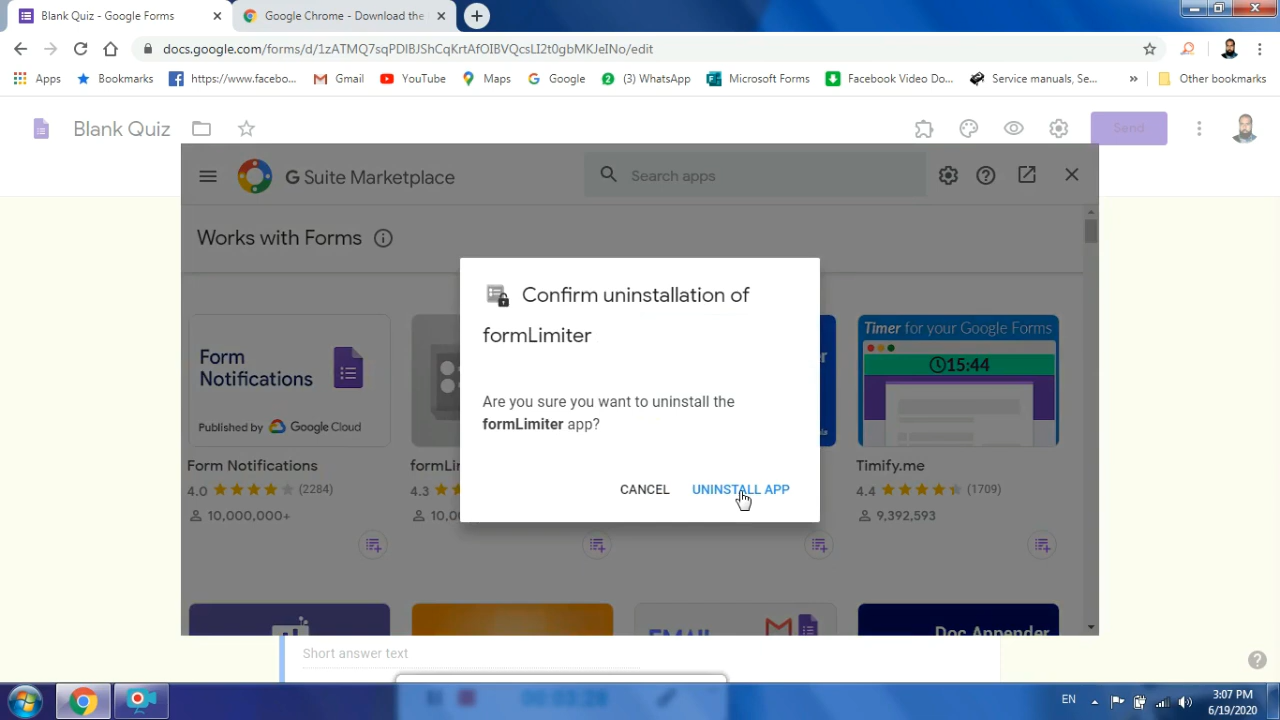 Blank Quiz - Google Forms
Google Chrome - Download the
docs.google.com/forms/d/1zATMQ7sqPDlBJShCqKrtAfOIBVQcsLI2t0gbMKJeINo/edit
Apps
Bookmarks
https://www.facebo...
Gmail
YouTube
Maps
Google
(3) WhatsApp
Microsoft Forms
Facebook Video Do...
Service manuals, Se...
Other bookmarks
Blank Quiz
Send
G Suite Marketplace
Search apps
Works with Forms
Confirm uninstallation of
formLimiter
Are you sure you want to uninstall the
formLimiter app?
CANCEL
UNINSTALL APP
Form
Notifications
Published by Google Cloud
Form Notifications
4.0
(2284)
10,000,000+
4.3
Timer for your Google Forms
15:44
Timify.me
4.4
(1709)
9,392,593
EMAIL
Doc Appender
Short answer text
EN
3:07 PM
6/19/2020